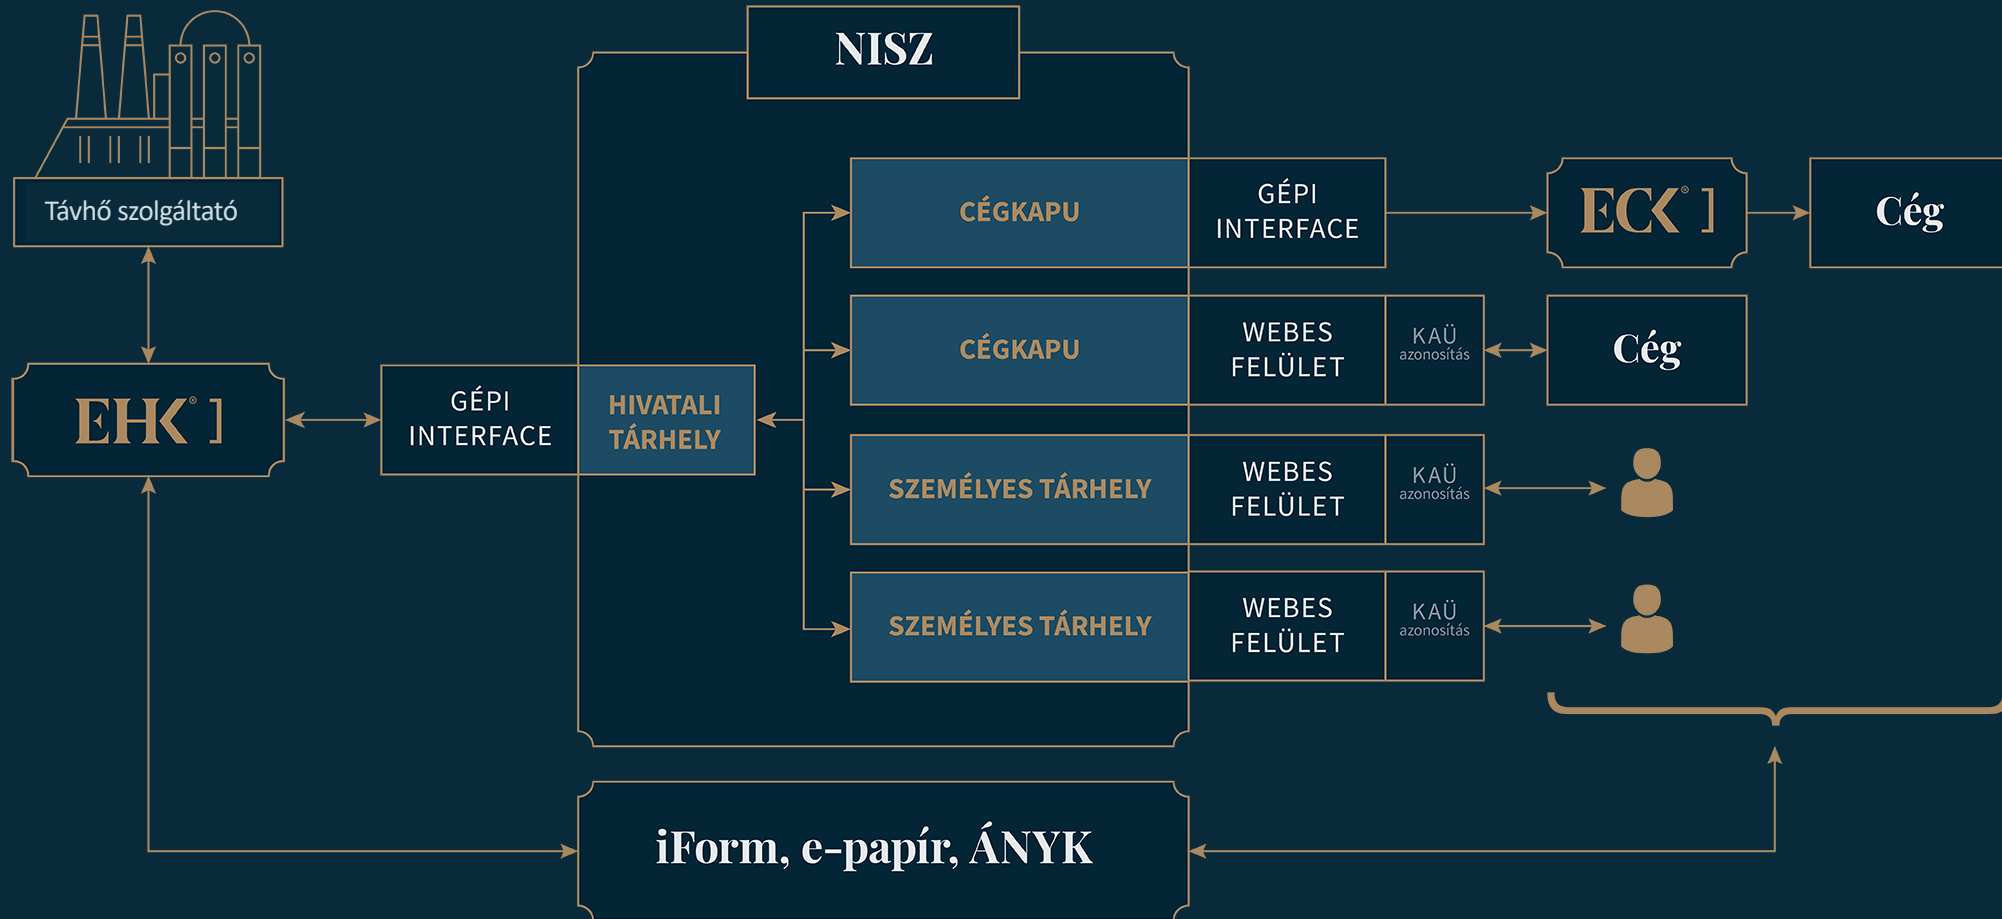 NISZ
Távhő szolgáltató
CÉGKAPU
GÉPI
INTERFACE
ECK® ]
Cég
CÉGKAPU
WEBES
FELÜLET
KAÜ
azonosítás
Cég
EHK® ]
GÉPI
INTERFACE
HIVATALI
TÁRHELY
SZEMÉLYES TÁRHELY
WEBES
FELÜLET
KAÜ
azonosítás
SZEMÉLYES TÁRHELY
WEBES
FELÜLET
KAÜ
azonosítás
iForm, e-papír, ÁNYK